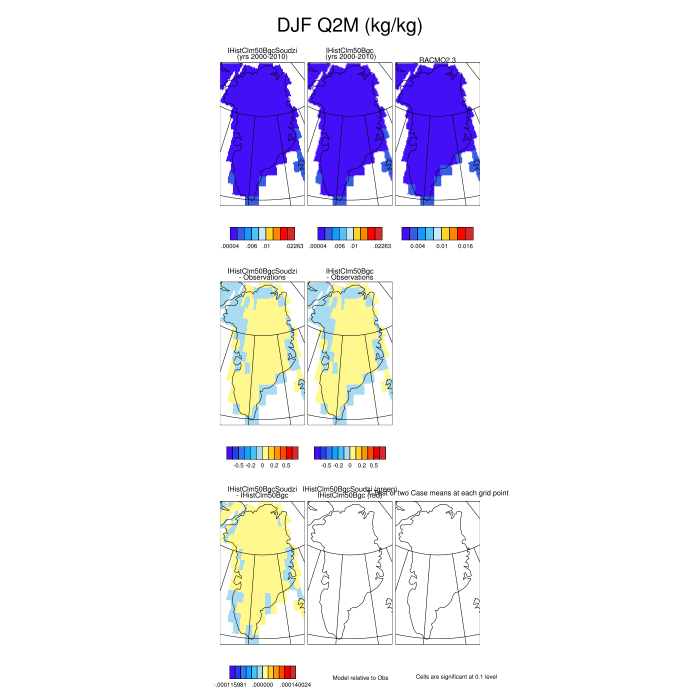 DJF Q2M (kg/kg)
IHistClm50BgcSoudzi
(yrs 2000-2010)
IHistClm50Bgc
(yrs 2000-2010)
RACMO2.3
.00004 .006 .01 .02263
.00004 .006 .01 .02263
0.004 0.01 0.016
IHistClm50BgcSoudzi
- Observations
IHistClm50Bgc
- Observations
-0.5 -0.2 0 0.2 0.5
-0.5 -0.2 0 0.2 0.5
IHistClm50BgcSoudzi
- IHistClm50Bgc
IHistClm50BgcSoudzi (green)
IHistClm50Bgc (red)
of two Case means at each grid point
-.000115981 .000000 .000140024
Model relative to Obs
Cells are significant at 0.1 level